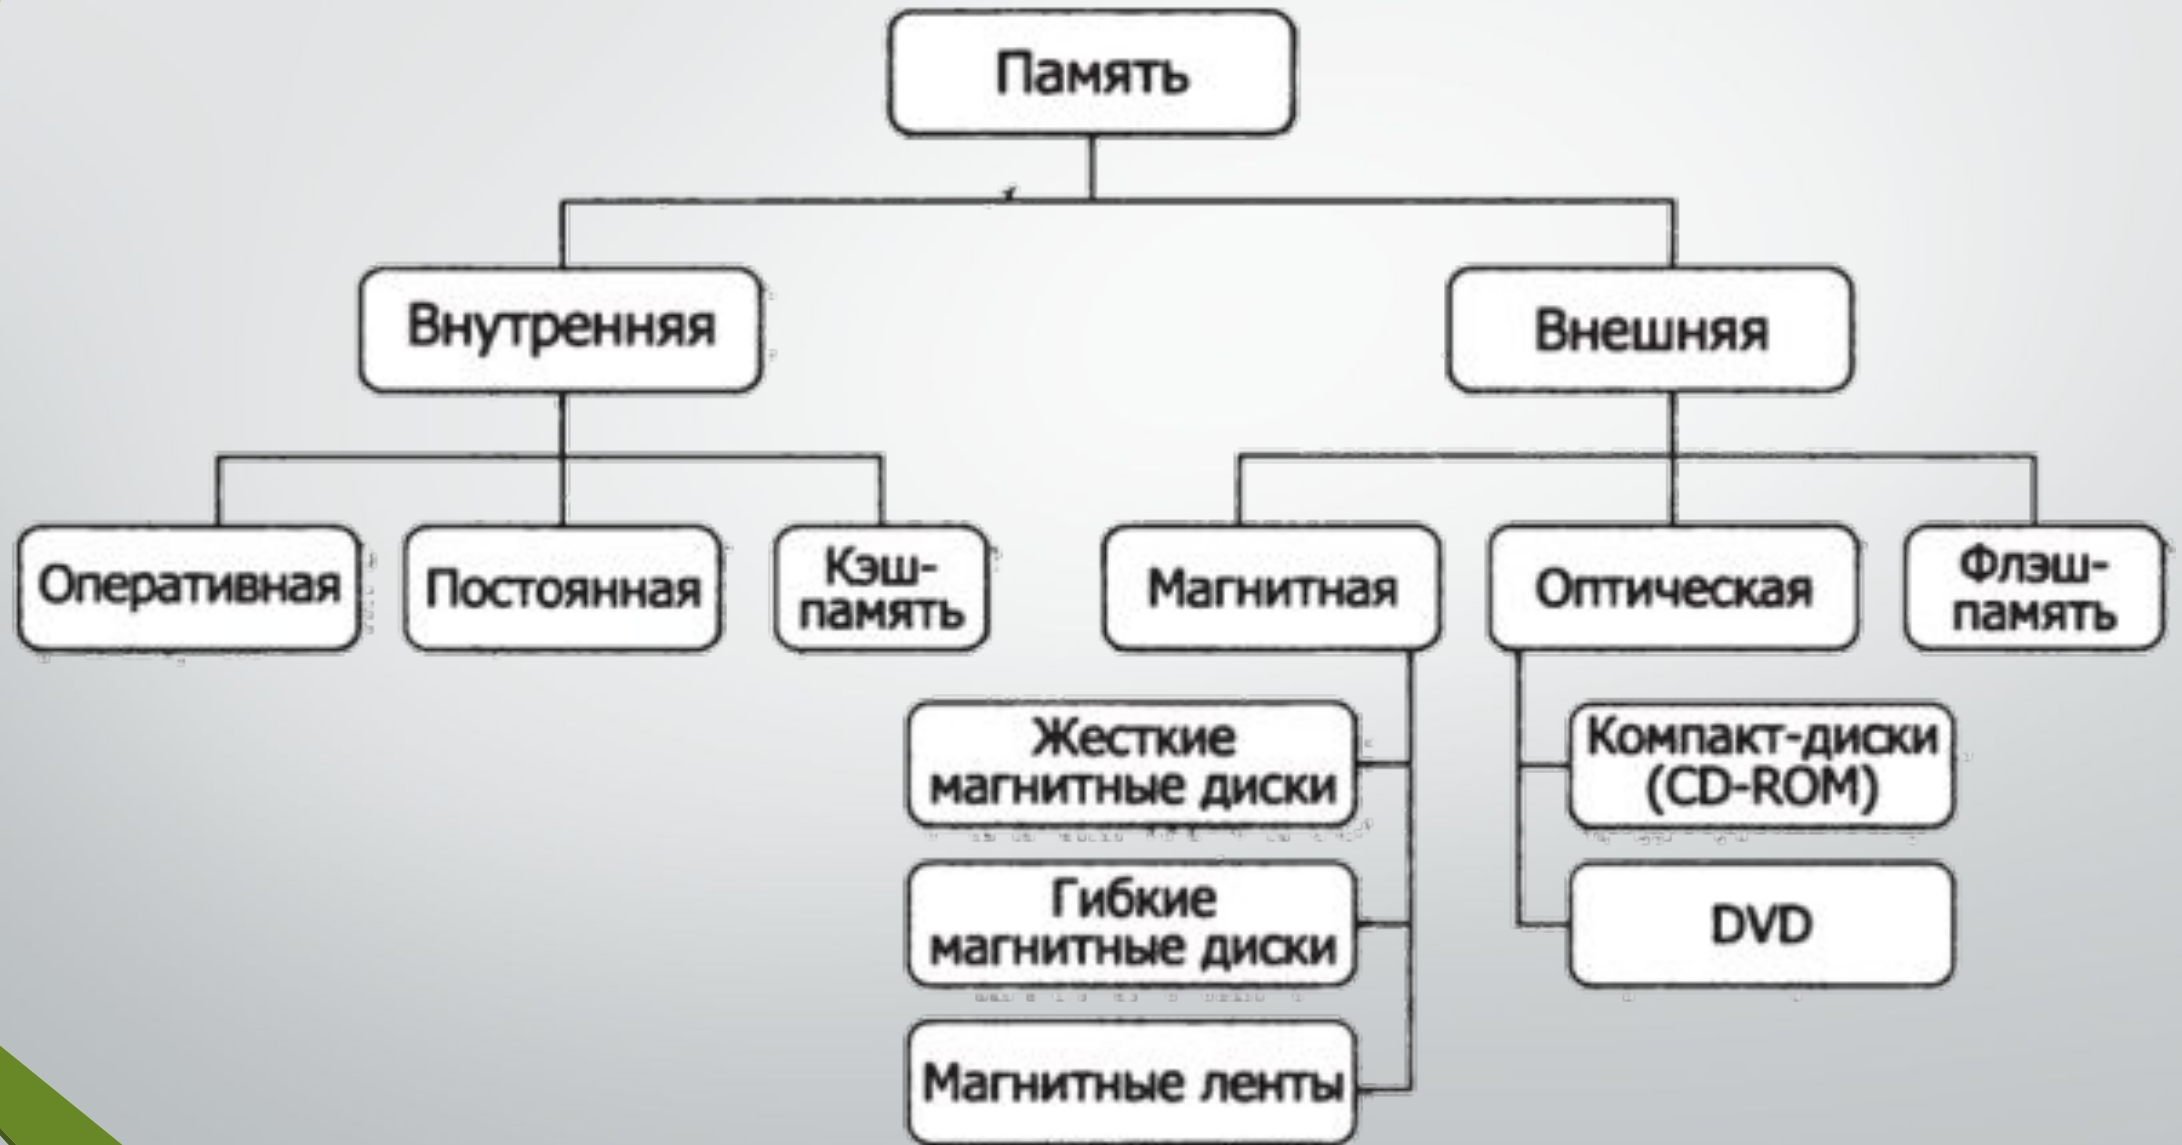 Память
Внутренняя
Внешняя
Оперативная
Постоянная
Кэш-
память
Магнитная
Оптическая
Флэш-
память
Жесткие
магнитные диски
Компакт-диски
(CD-ROM)
Гибкие
магнитные диски
DVD
Магнитные ленты